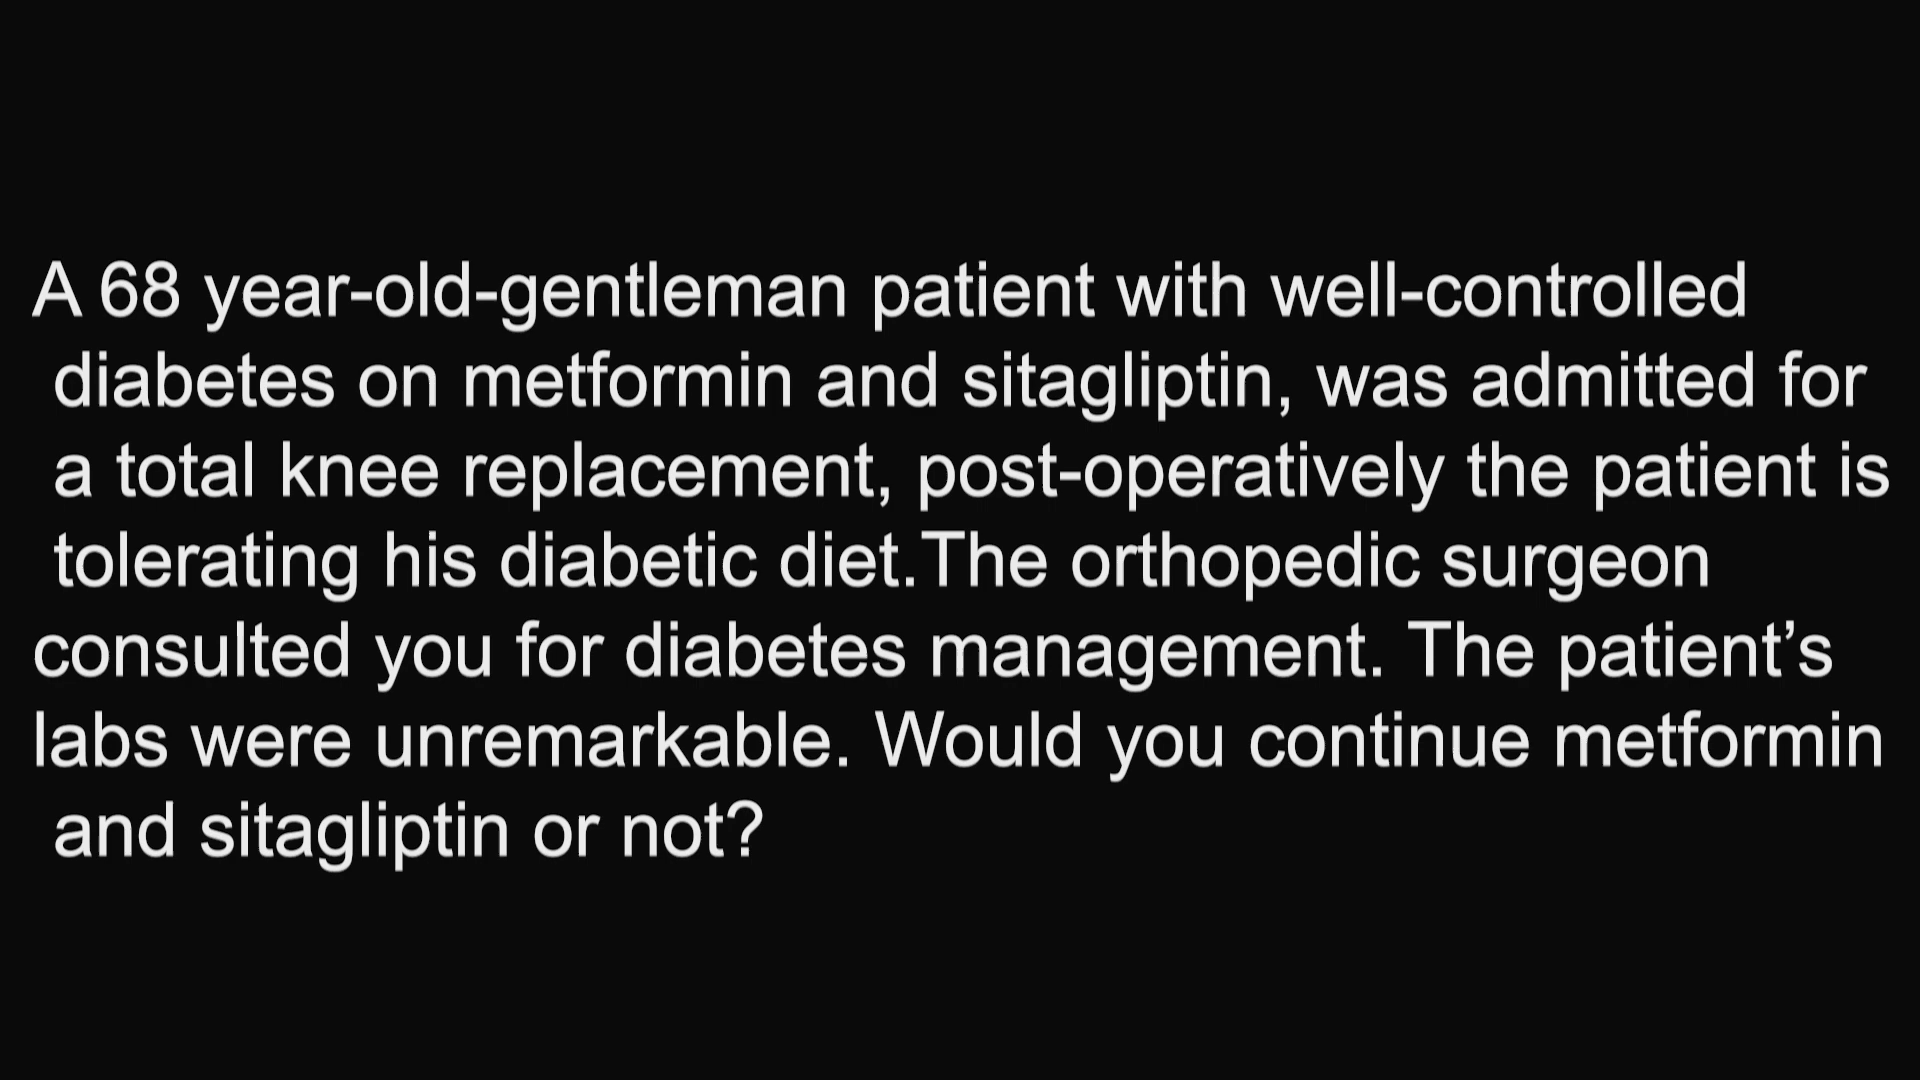 A 68 year-old-gentleman patient with well-controlled
diabetes on metformin and sitagliptin, was admitted for
a total knee replacement, post-operatively the patient is
tolerating his diabetic diet.The orthopedic surgeon
consulted you for diabetes management. The patient’s
labs were unremarkable. Would you continue metformin
and sitagliptin or not?